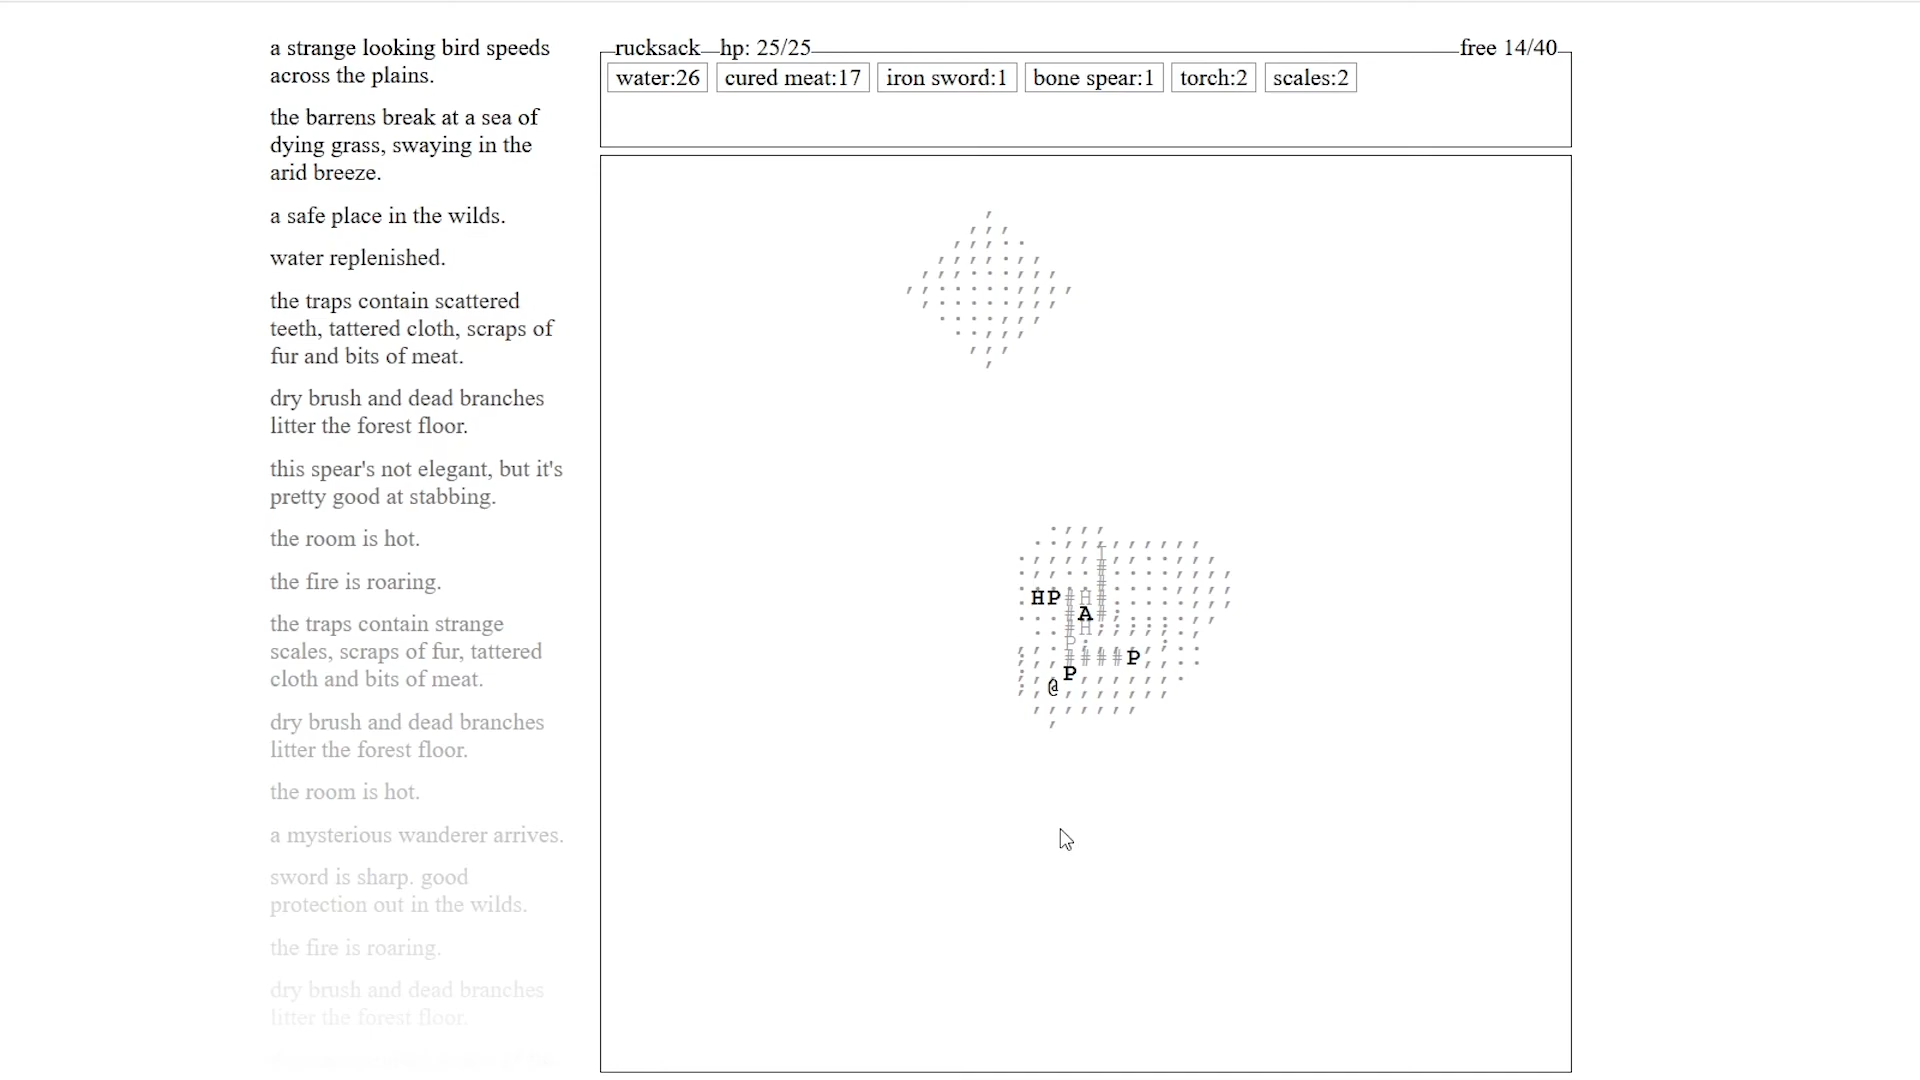 a strange looking bird speeds
across the plains.
the barrens break at a sea of
dying grass, swaying in the
arid breeze.
a safe place in the wilds.
water replenished.
the traps contain scattered
teeth, tattered cloth, scraps of
fur and bits of meat.
dry brush and dead branches
litter the forest floor.
this spear's not elegant, but it's
pretty good at stabbing.
the room is hot.
the fire is roaring.
the traps contain strange
scales, scraps of fur, tattered
cloth and bits of meat.
dry brush and dead branches
litter the forest floor.
the room is hot.
a mysterious wanderer arrives.
sword is sharp. good
protection out in the wilds.
the fire is roaring.
dry brush and dead branches
litter the forest floor.
rucksack hp: 25/25 free 14/40
water:26 cured meat:17 iron sword:1 bone spear:1 torch:2 scales:2
H P # H #
# A #
# H
P
# # # # P
P
@